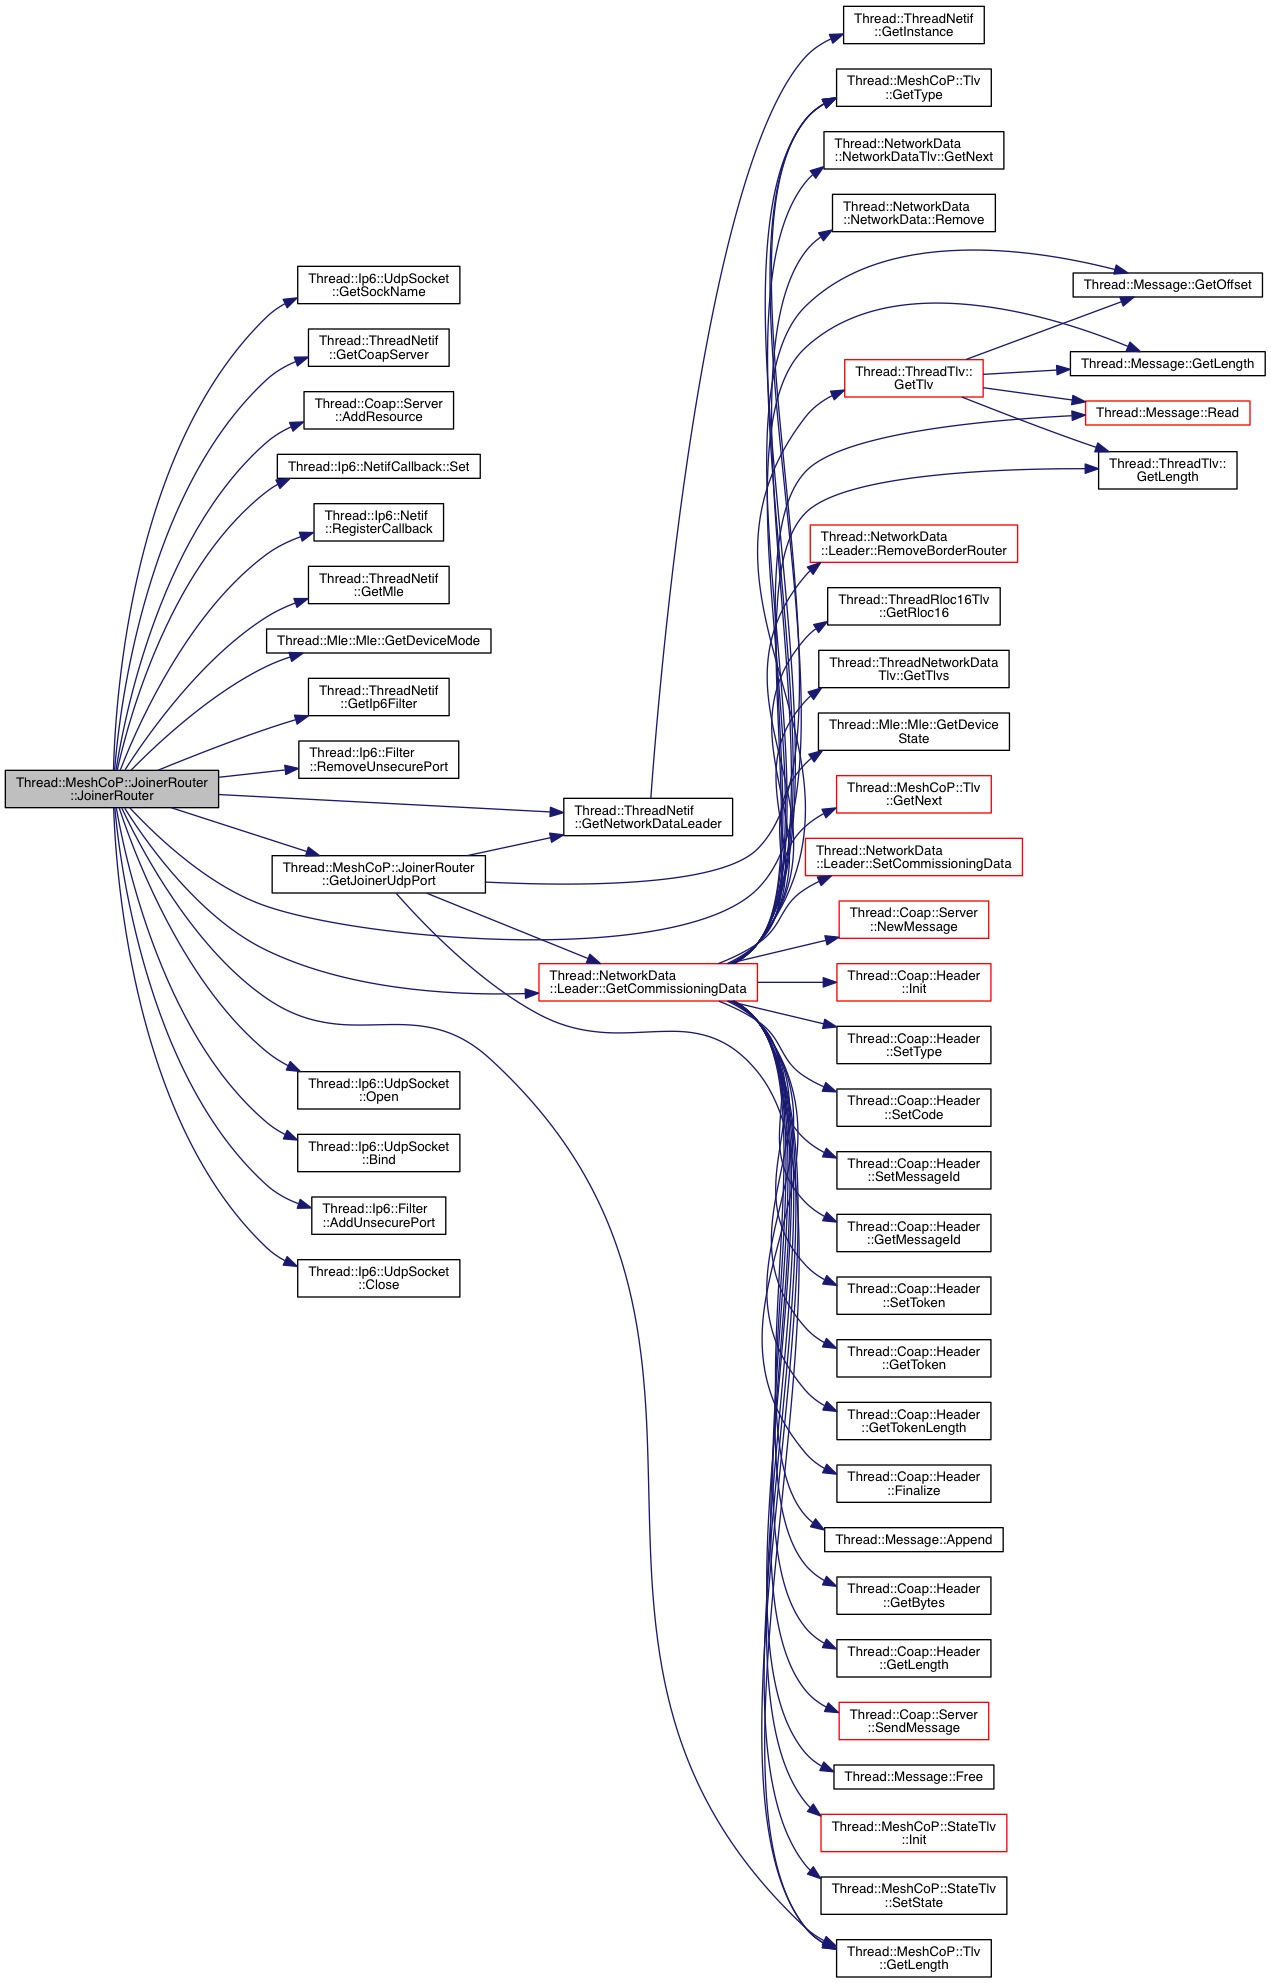 Thread::MeshCoP::JoinerRouter
::JoinerRouter
Thread::Ip6::UdpSocket
::GetSockName
Thread::ThreadNetif
::GetCoapServer
Thread::Coap::Server
::AddResource
Thread::Ip6::NetifCallback::Set
Thread::Ip6::Netif
::RegisterCallback
Thread::ThreadNetif
::GetMle
Thread::Mle::Mle::GetDeviceMode
Thread::ThreadNetif
::GetIp6Filter
Thread::Ip6::Filter
::RemoveUnsecurePort
Thread::MeshCoP::JoinerRouter
::GetJoinerUdpPort
Thread::Ip6::UdpSocket
::Open
Thread::Ip6::UdpSocket
::Bind
Thread::Ip6::Filter
::AddUnsecurePort
Thread::Ip6::UdpSocket
::Close
Thread::ThreadNetif
::GetNetworkDataLeader
Thread::NetworkData
::Leader::GetCommissioningData
Thread::ThreadNetif
::GetInstance
Thread::MeshCoP::Tlv
::GetType
Thread::NetworkData
::NetworkDataTlv::GetNext
Thread::NetworkData
::NetworkData::Remove
Thread::ThreadTlv::
GetTlv
Thread::NetworkData
::Leader::RemoveBorderRouter
Thread::ThreadRloc16Tlv
::GetRloc16
Thread::ThreadNetworkData
Tlv::GetTlvs
Thread::Mle::Mle::GetDevice
State
Thread::MeshCoP::Tlv
::GetNext
Thread::NetworkData
::Leader::SetCommissioningData
Thread::Coap::Server
::NewMessage
Thread::Coap::Header
::Init
Thread::Coap::Header
::SetType
Thread::Coap::Header
::SetCode
Thread::Coap::Header
::SetMessageId
Thread::Coap::Header
::GetMessageId
Thread::Coap::Header
::SetToken
Thread::Coap::Header
::GetToken
Thread::Coap::Header
::GetTokenLength
Thread::Coap::Header
::Finalize
Thread::Message::Append
Thread::Coap::Header
::GetBytes
Thread::Coap::Header
::GetLength
Thread::Coap::Server
::SendMessage
Thread::Message::Free
Thread::MeshCoP::StateTlv
::Init
Thread::MeshCoP::StateTlv
::SetState
Thread::MeshCoP::Tlv
::GetLength
Thread::Message::GetOffset
Thread::Message::GetLength
Thread::Message::Read
Thread::ThreadTlv::
GetLength